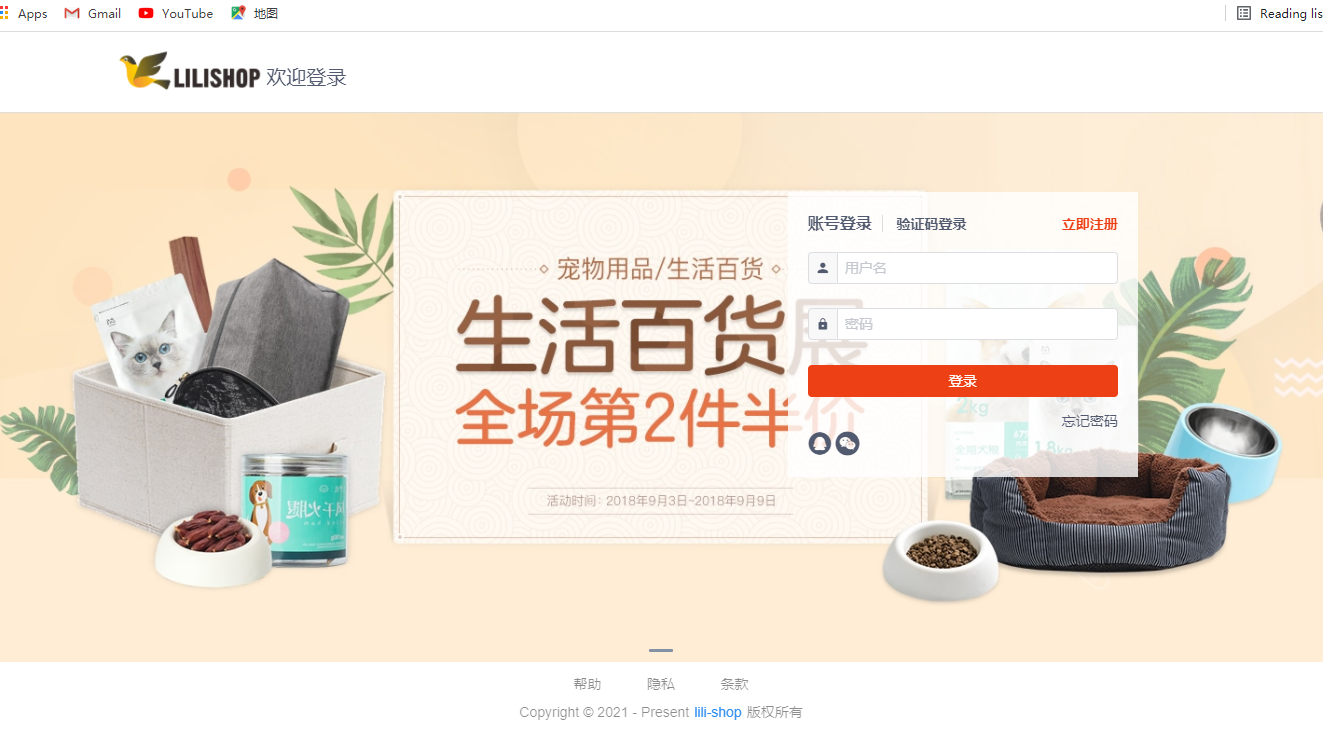 Apps Gmail YouTube 地图 Reading lis
LILISHOP 欢迎登录
账号登录 验证码登录 立即注册
用户名
密码
登录
忘记密码
宠物用品/生活百货
生活百货展
全场第2件半价
活动时间：2018年9月3日~2018年9月9日
2kg
1.8kg
帮助 隐私 条款
Copyright © 2021 - Present lili-shop 版权所有